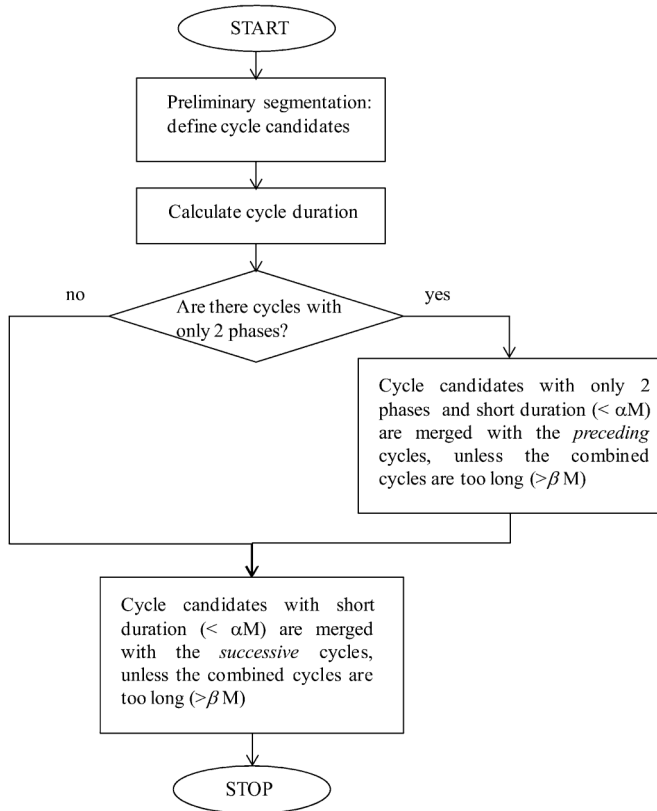 START
Preliminary segmentation:
define cycle candidates
Calculate cycle duration
Are there cycles with
only 2 phases?
no
yes
Cycle candidates with only 2
phases and short duration (< αM)
are merged with the preceding
cycles, unless the combined
cycles are too long (>β M)
Cycle candidates with short
duration (< αM) are merged
with the successive cycles,
unless the combined cycles are
too long (>β M)
STOP